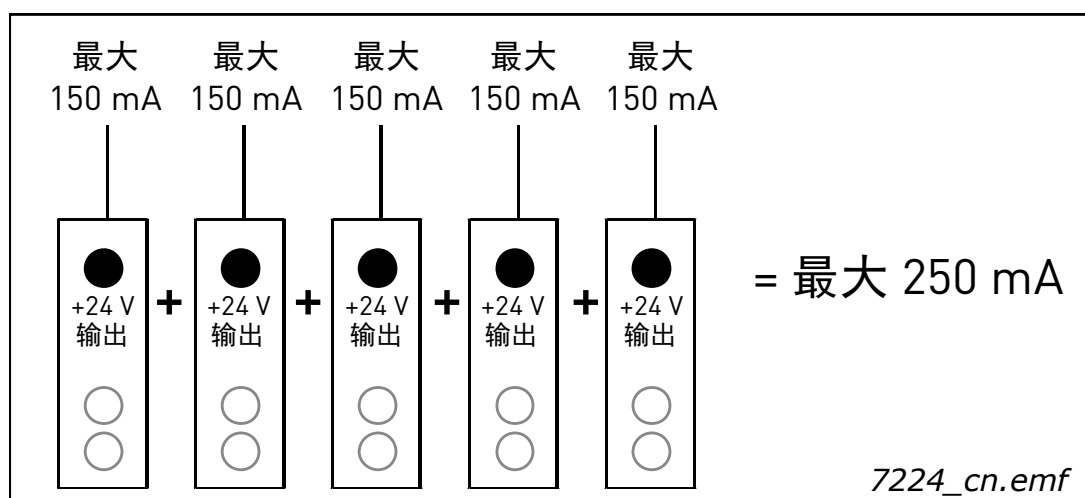 最大 最大 最大 最大 最大
150 mA 150 mA 150 mA 150 mA 150 mA
+24 V + +24 V + +24 V + +24 V + +24 V = 最大 250 mA
输出 输出 输出 输出 输出
7224_cn.emf